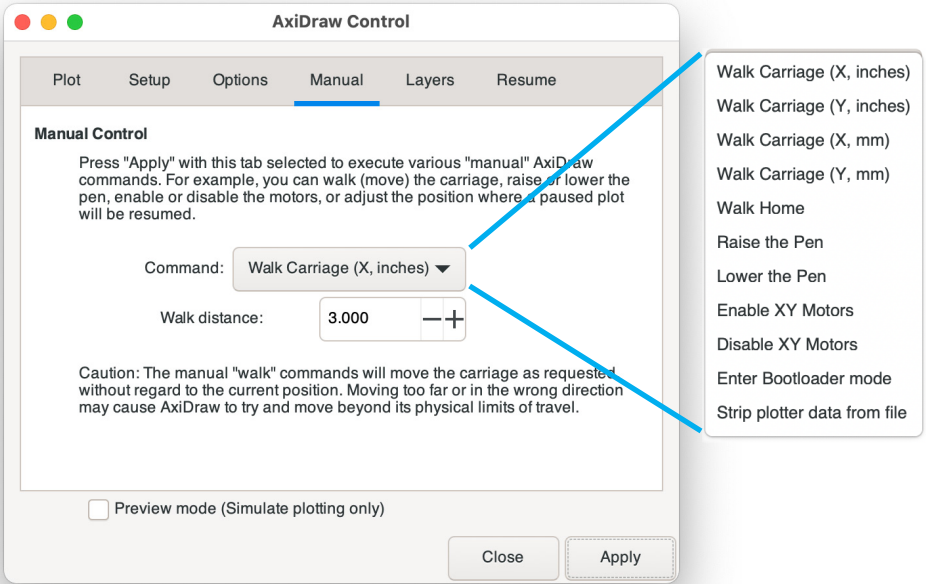 AxiDraw Control
Plot Setup Options Manual Layers Resume
Manual Control
Press "Apply" with this tab selected to execute various "manual" AxiDraw
commands. For example, you can walk (move) the carriage, raise or lower the
pen, enable or disable the motors, or adjust the position where a paused plot
will be resumed.
Command: Walk Carriage (X, inches)
Walk distance: 3.000
Caution: The manual "walk" commands will move the carriage as requested,
without regard to the current position. Moving too far or in the wrong direction
may cause AxiDraw to try and move beyond its physical limits of travel.
Preview mode (Simulate plotting only)
Close Apply
Walk Carriage (X, inches)
Walk Carriage (Y, inches)
Walk Carriage (X, mm)
Walk Carriage (Y, mm)
Walk Home
Raise the Pen
Lower the Pen
Enable XY Motors
Disable XY Motors
Enter Bootloader mode
Strip plotter data from file